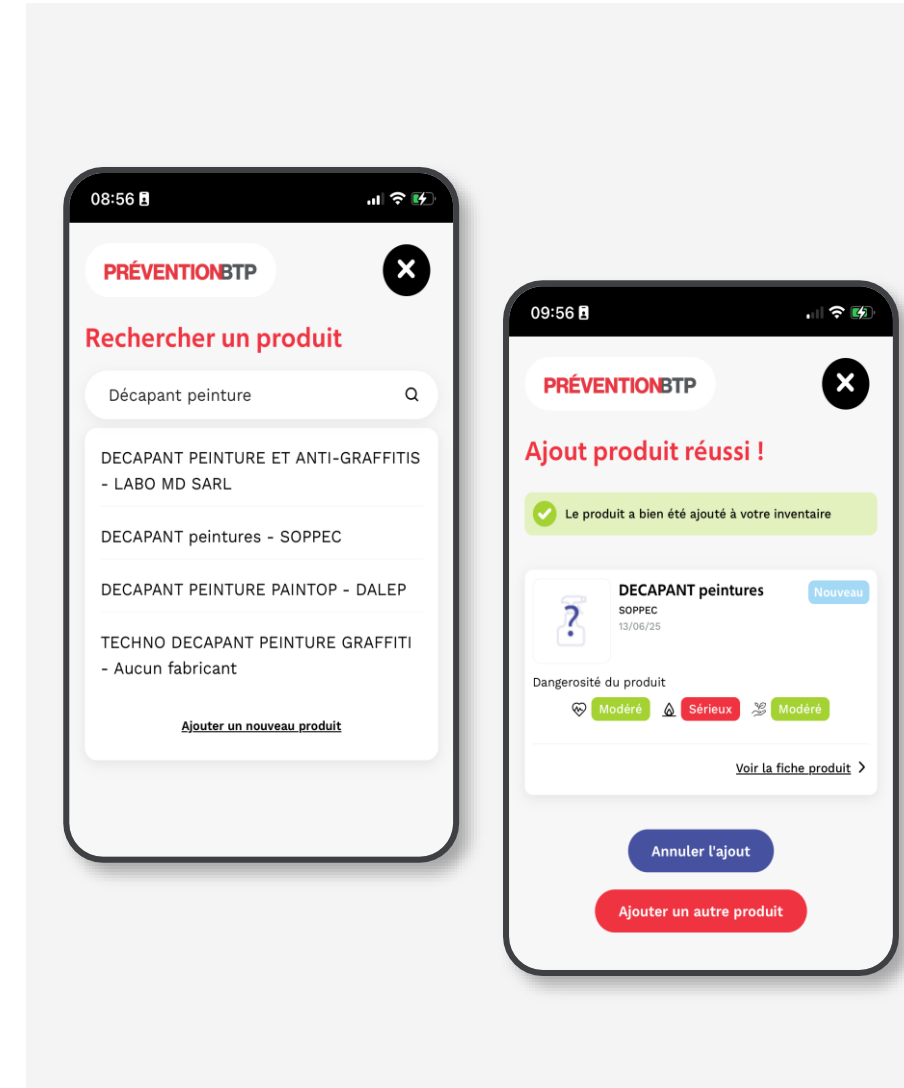 08:56
PRÉVENTIONBTP
Rechercher un produit
Décapant peinture
DECAPANT PEINTURE ET ANTI-GRAFFITIS
- LABO MD SARL
DECAPANT peintures - SOPPEC
DECAPANT PEINTURE PAINTOP - DALEP
TECHNO DECAPANT PEINTURE GRAFFITI
- Aucun fabricant
Ajouter un nouveau produit
09:56
PRÉVENTIONBTP
Ajout produit réussi !
Le produit a bien été ajouté à votre inventaire
?
DECAPANT peintures
Nouveau
SOPPEC
13/06/25
Dangerosité du produit
Modéré Sérieux Modéré
Voir la fiche produit
Annuler l'ajout
Ajouter un autre produit